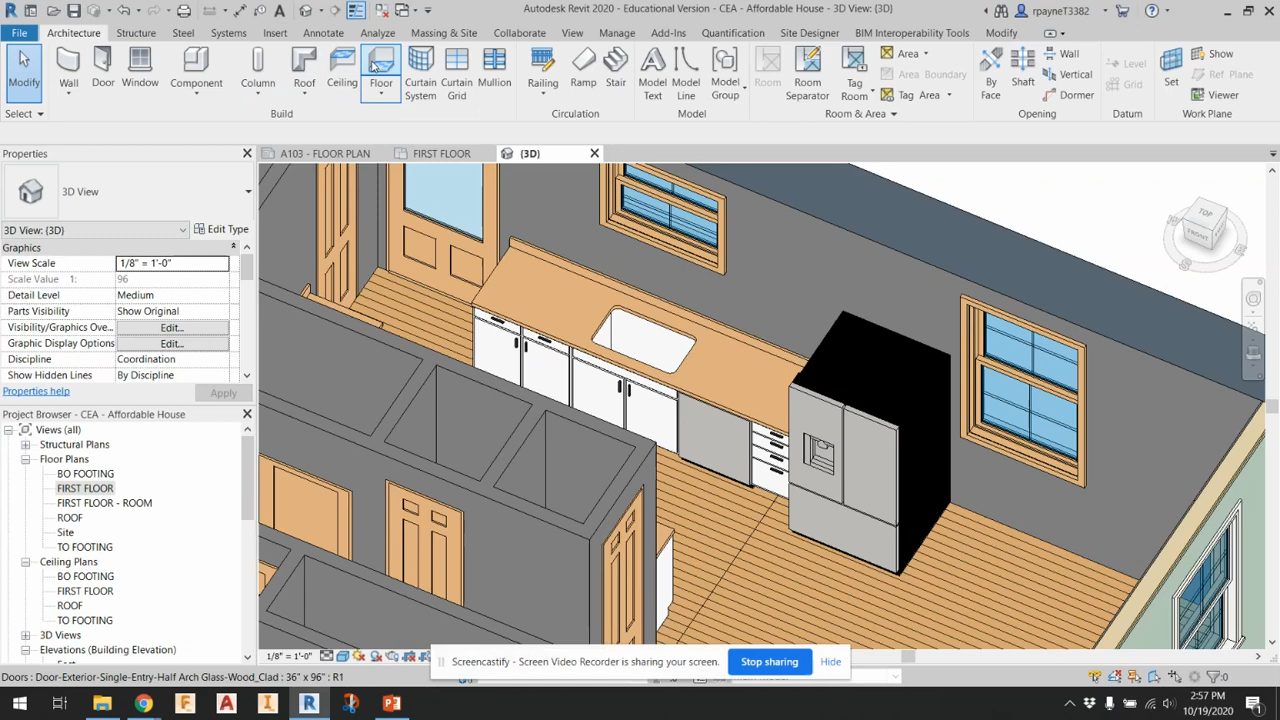 Autodesk Revit 2020 - Educational Version - CEA - Affordable House - 3D View: {3D}
rpayneT3382
File Architecture Structure Steel Systems Insert Annotate Analyze Massing & Site Collaborate View Manage Add-Ins Quantification Site Designer BIM Interoperability Tools Modify
Modify Wall Door Window Component Column Roof Ceiling Floor Curtain System Curtain Grid Mullion Railing Ramp Stair Model Text Model Line Model Group Room Room Separator Tag Room
Area
Area Boundary
Tag Area
By Face Shaft
Wall
Vertical
Dormer
Level
Grid
Set
Show
Ref Plane
Viewer
Select Build Circulation Model Room & Area Opening Datum Work Plane
Properties
A103 - FLOOR PLAN FIRST FLOOR {3D}
3D View
3D View: {3D} Edit Type
Graphics
View Scale 1/8" = 1'-0"
Scale Value 1: 96
Detail Level Medium
Parts Visibility Show Original
Visibility/Graphics Ove... Edit...
Graphic Display Options Edit...
Discipline Coordination
Show Hidden Lines By Discipline
Properties help Apply
Project Browser - CEA - Affordable House
Views (all)
Structural Plans
Floor Plans
BO FOOTING
FIRST FLOOR
FIRST FLOOR - ROOM
ROOF
Site
TO FOOTING
Ceiling Plans
BO FOOTING
FIRST FLOOR
ROOF
TO FOOTING
3D Views
Elevations (Building Elevation)
TOP
FRONT
1/8" = 1'-0"
Screencastify - Screen Video Recorder is sharing your screen. Stop sharing Hide
Doors : Door-Exterior-Single-Entry-Half Arch Glass-Wood_Clad : 36" x 96" : R1
:0
2:57 PM
10/19/2020